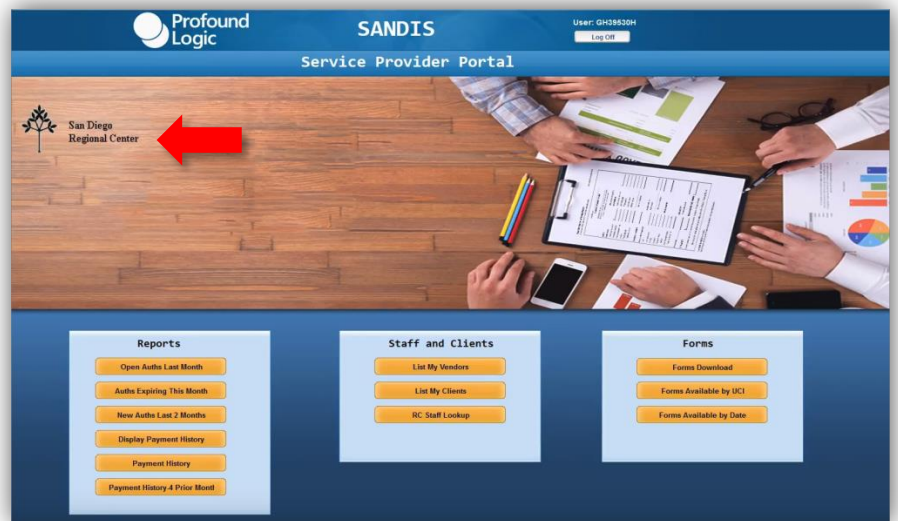 Profound
Logic
SANDIS
User: GH39530H
Log Off
Service Provider Portal
San Diego
Regional Center
Reports
Open Auths Last Month
Auths Expiring This Month
New Auths Last 2 Months
Display Payment History
Payment History
Payment History-4 Prior Montl
Staff and Clients
List My Vendors
List My Clients
RC Staff Lookup
Forms
Forms Download
Forms Available by UCI
Forms Available by Date